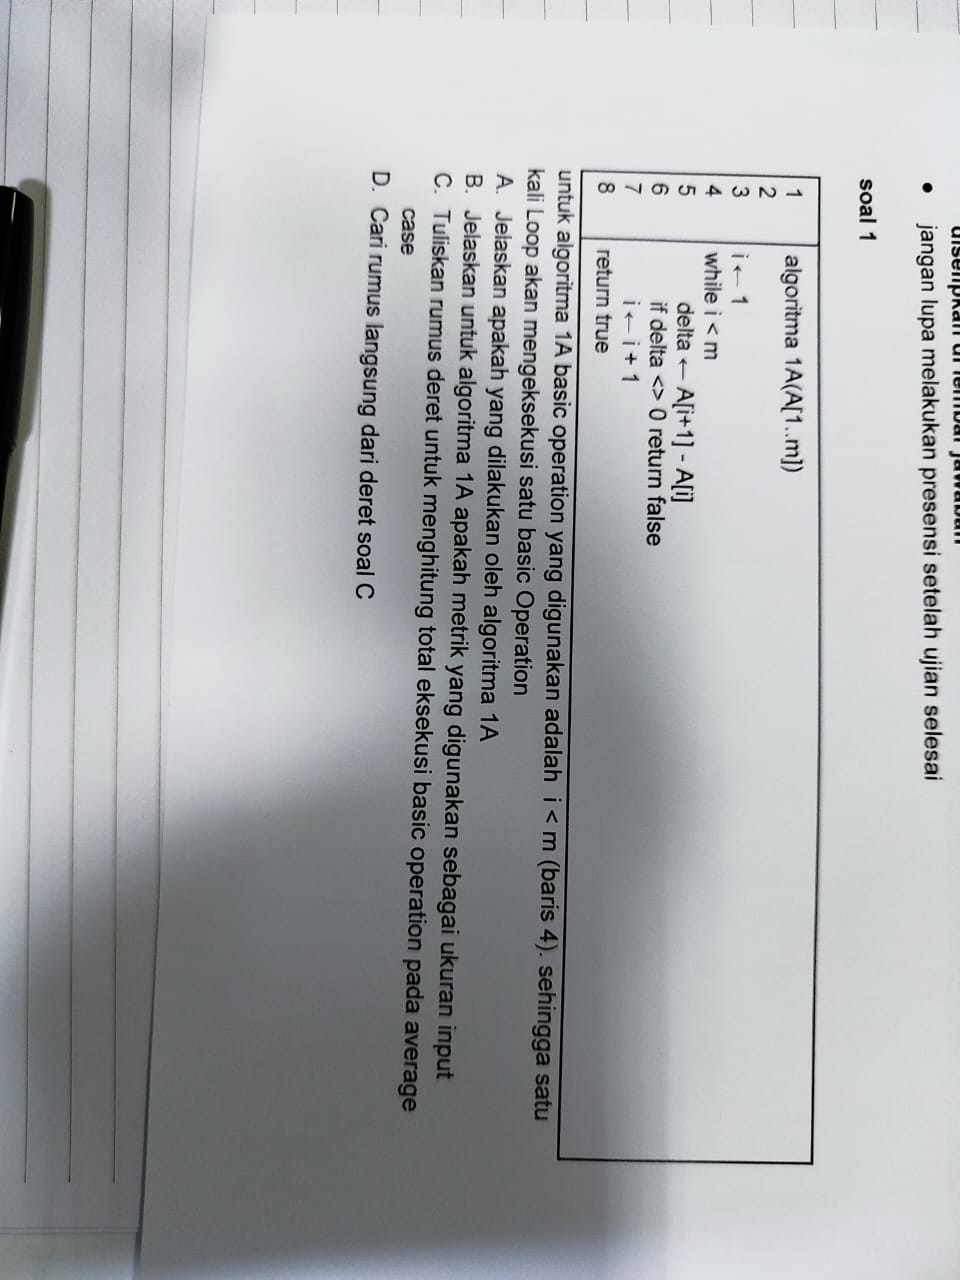 diselipkan di lembar jawaban
• jangan lupa melakukan presensi setelah ujian selesai
soal 1
1 algoritma 1A(A[1..m])
2
3 i ← 1
4 while i < m
5 delta ← A[i+1] - A[i]
6 if delta <> 0 return false
7 i ← i + 1
8 return true
untuk algoritma 1A basic operation yang digunakan adalah i < m (baris 4). sehingga satu
kali Loop akan mengeksekusi satu basic Operation
A. Jelaskan apakah yang dilakukan oleh algoritma 1A
B. Jelaskan untuk algoritma 1A apakah metrik yang digunakan sebagai ukuran input
C. Tuliskan rumus deret untuk menghitung total eksekusi basic operation pada average
case
D. Cari rumus langsung dari deret soal C